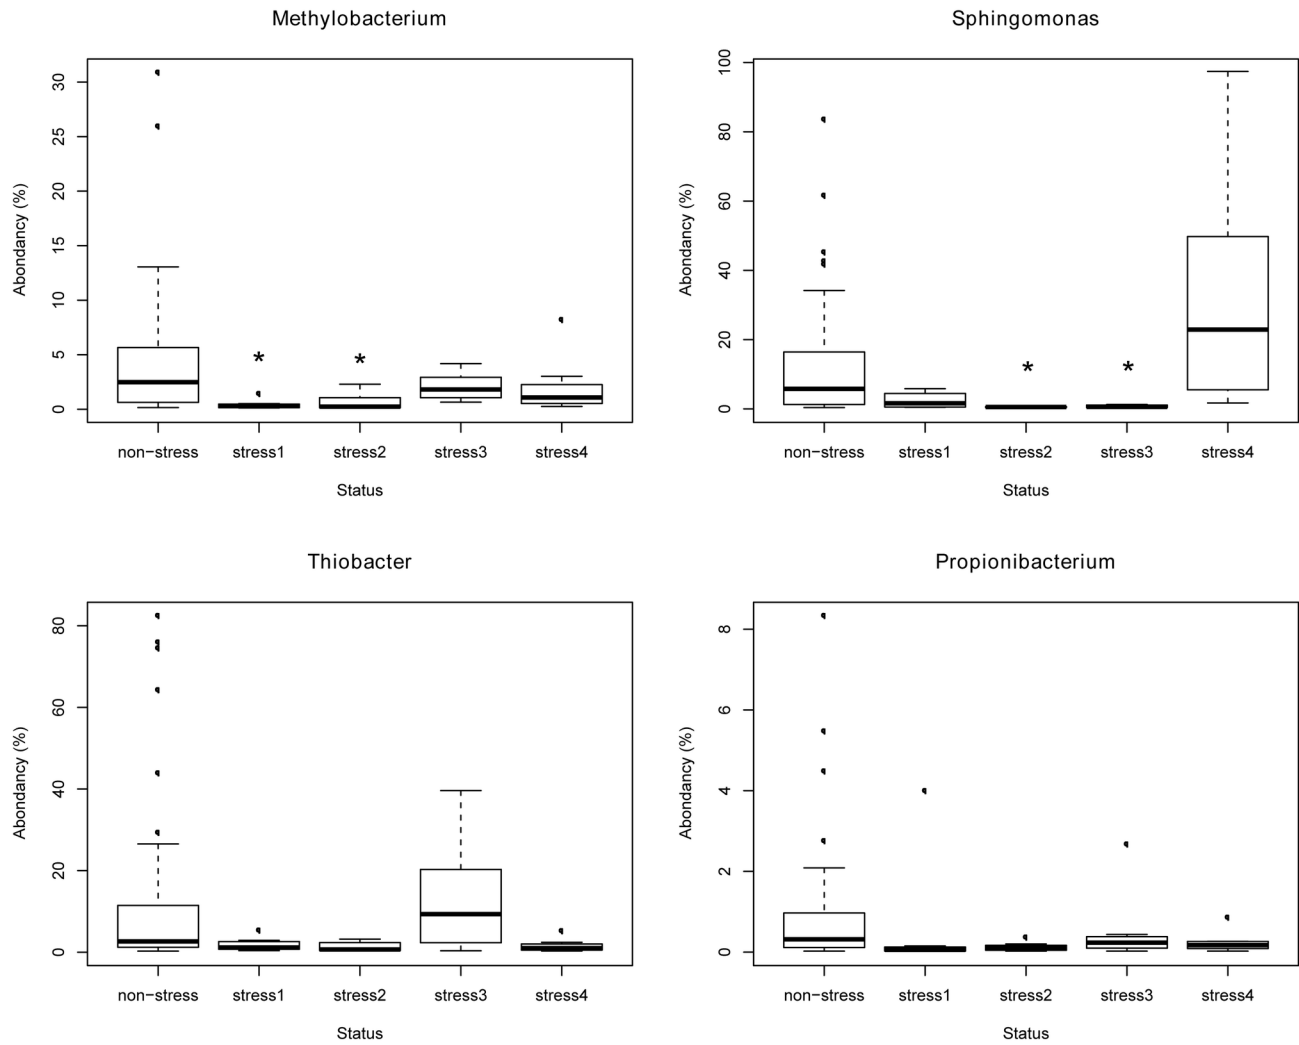 Methylobacterium
Abondancy (%)
30
25
20
15
10
5
0
*
*
non−stress stress1 stress2 stress3 stress4
Status
Sphingomonas
Abondancy (%)
100
80
60
40
20
0
*
*
non−stress stress1 stress2 stress3 stress4
Status
Thiobacter
Abondancy (%)
80
60
40
20
0
non−stress stress1 stress2 stress3 stress4
Status
Propionibacterium
Abondancy (%)
8
6
4
2
0
non−stress stress1 stress2 stress3 stress4
Status